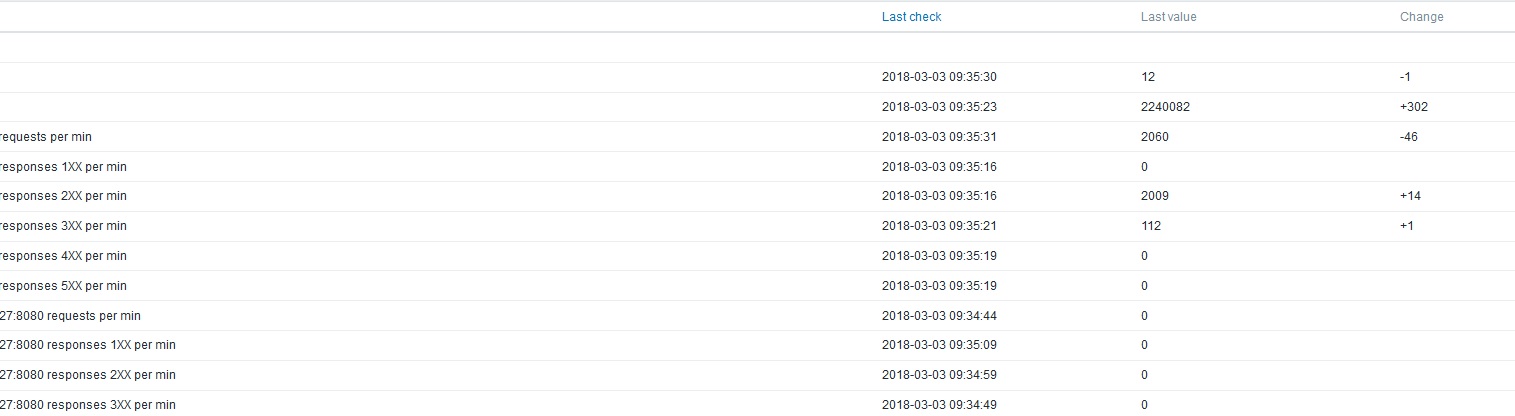 Last check Last value Change
2018-03-03 09:35:30 12 -1
2018-03-03 09:35:23 2240082 +302
requests per min 2018-03-03 09:35:31 2060 -46
responses 1XX per min 2018-03-03 09:35:16 0
responses 2XX per min 2018-03-03 09:35:16 2009 +14
responses 3XX per min 2018-03-03 09:35:21 112 +1
responses 4XX per min 2018-03-03 09:35:19 0
responses 5XX per min 2018-03-03 09:35:19 0
27:8080 requests per min 2018-03-03 09:34:44 0
27:8080 responses 1XX per min 2018-03-03 09:35:09 0
27:8080 responses 2XX per min 2018-03-03 09:34:59 0
27:8080 responses 3XX per min 2018-03-03 09:34:49 0